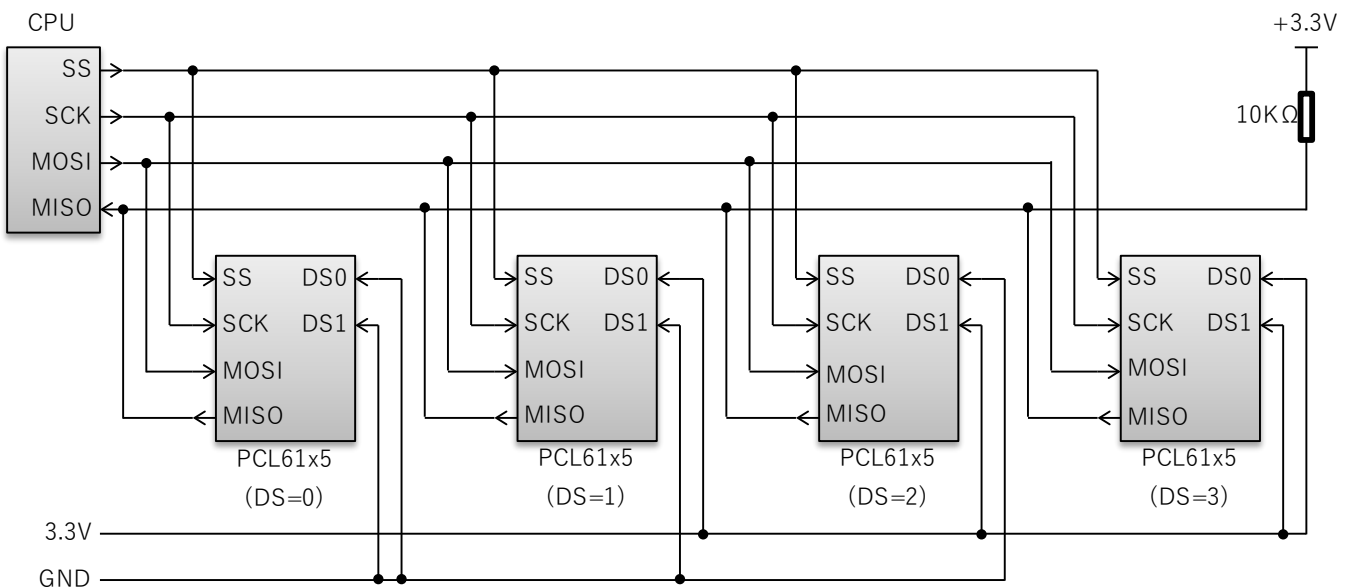 CPU
+3.3V
SS
SCK
10KΩ
MOSI
MISO
SS DS0
SCK DS1
MOSI
MISO
PCL61x5
(DS=0)
SS DS0
SCK DS1
MOSI
MISO
PCL61x5
(DS=1)
SS DS0
SCK DS1
MOSI
MISO
PCL61x5
(DS=2)
SS DS0
SCK DS1
MOSI
MISO
PCL61x5
(DS=3)
3.3V
GND